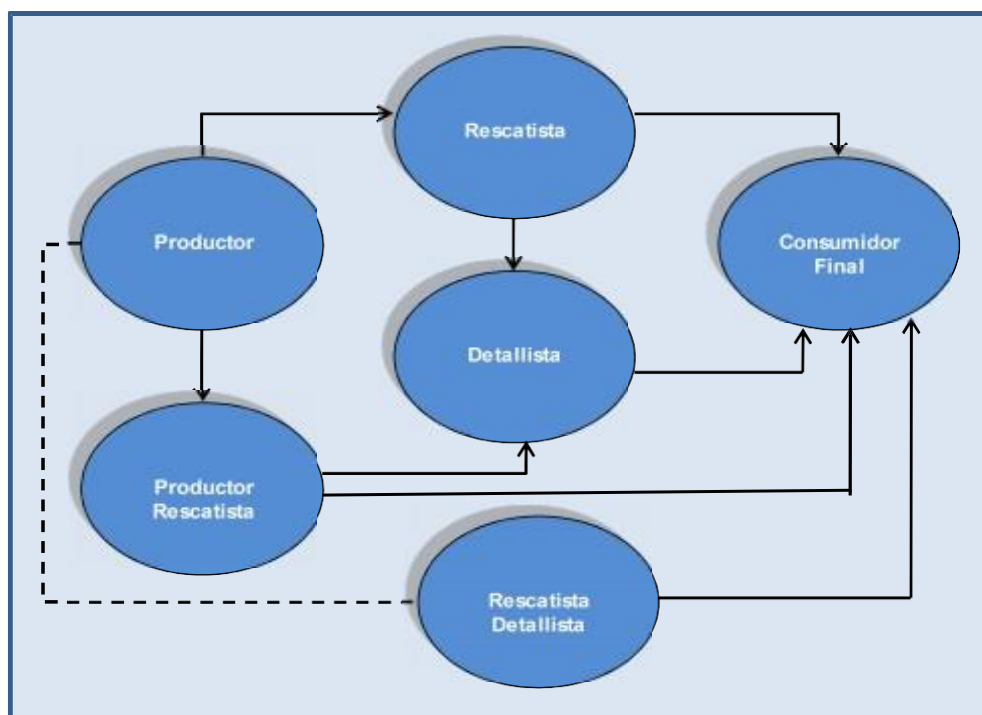 Rescatista
Productor
Consumidor
Final
Detallista
Productor
Rescatista
Rescatista
Detallista